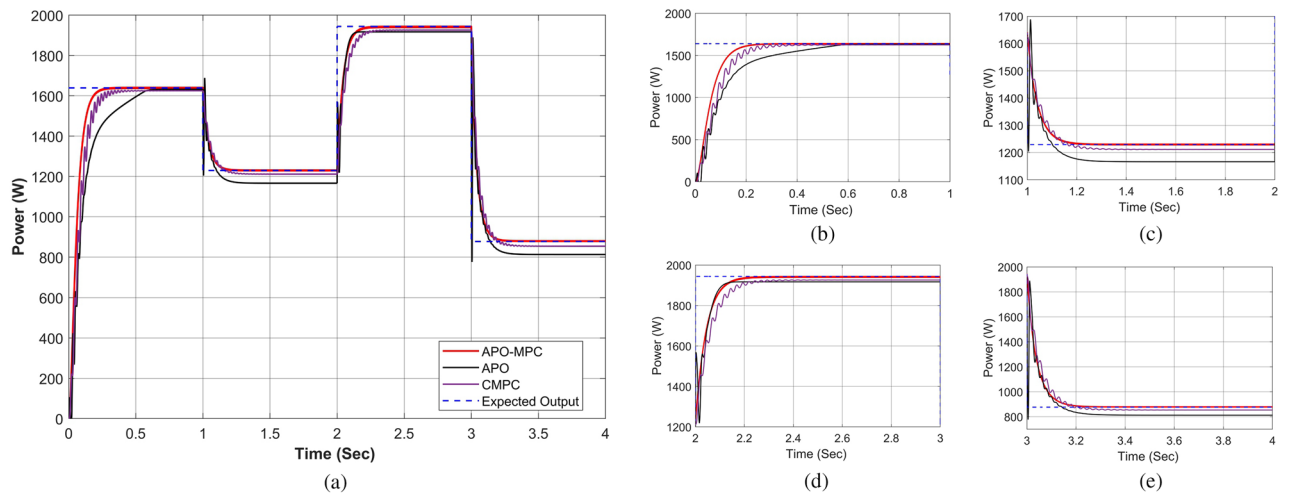 2000
1800
1600
1400
1200
1000
800
600
400
200
0
Power (W)
0 0.5 1 1.5 2 2.5 3 3.5 4
Time (Sec)
APO-MPC
APO
CMPC
Expected Output
(a)
2000
1500
1000
500
0
Power (W)
0 0.2 0.4 0.6 0.8 1
Time (Sec)
(b)
1700
1600
1500
1400
1300
1200
1100
Power (W)
1 1.2 1.4 1.6 1.8 2
Time (Sec)
(c)
2000
1800
1600
1400
1200
Power (W)
2 2.2 2.4 2.6 2.8 3
Time (Sec)
(d)
2000
1800
1600
1400
1200
1000
800
Power (W)
3 3.2 3.4 3.6 3.8 4
Time (Sec)
(e)